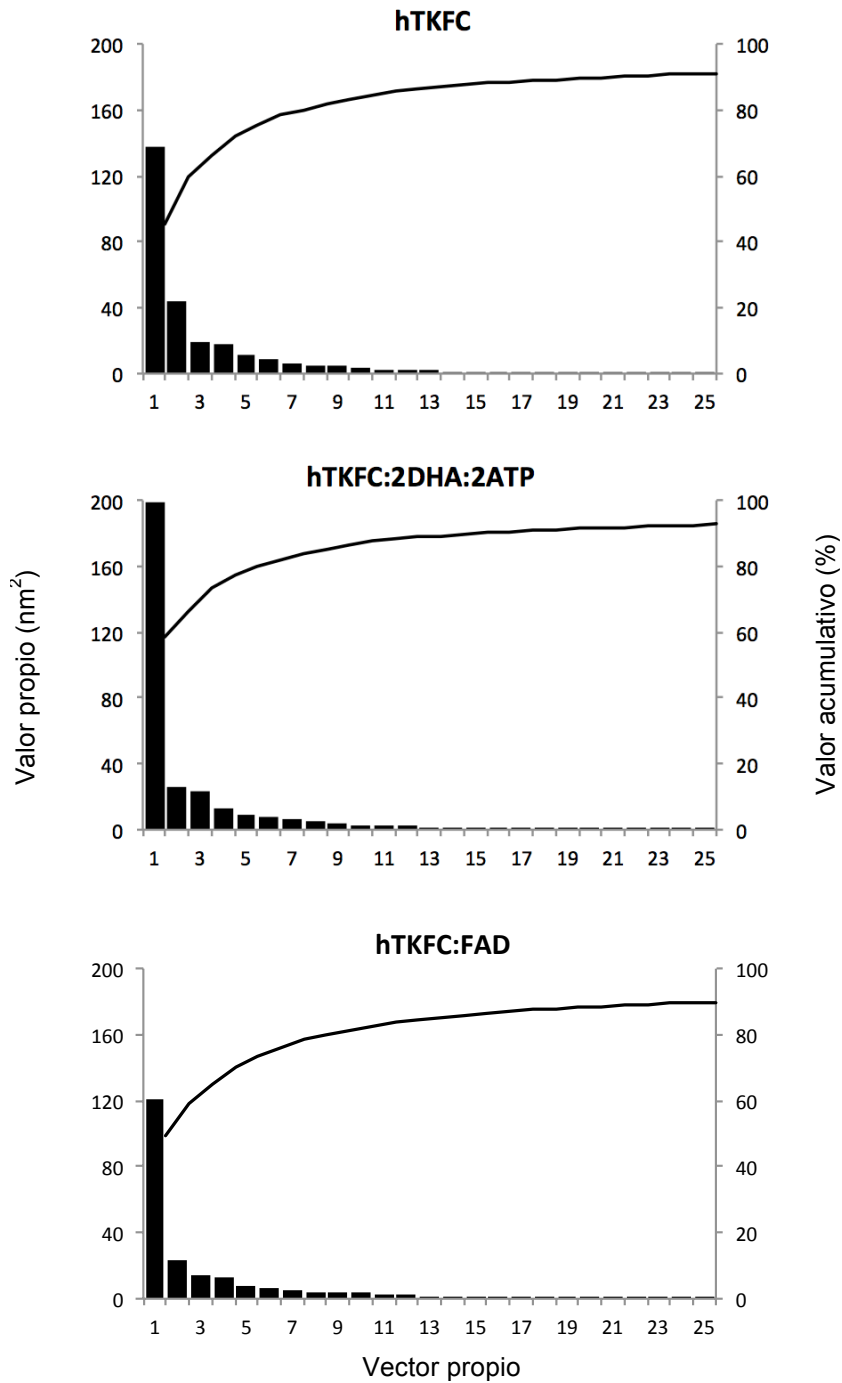 hTKFC
200 100
160 80
120 60
80 40
40 20
0 0
1 3 5 7 9 11 13 15 17 19 21 23 25
hTKFC:2DHA:2ATP
200 100
160 80
120 60
80 40
40 20
0 0
1 3 5 7 9 11 13 15 17 19 21 23 25
Valor propio (nm²)
Valor acumulativo (%)
hTKFC:FAD
200 100
160 80
120 60
80 40
40 20
0 0
1 3 5 7 9 11 13 15 17 19 21 23 25
Vector propio